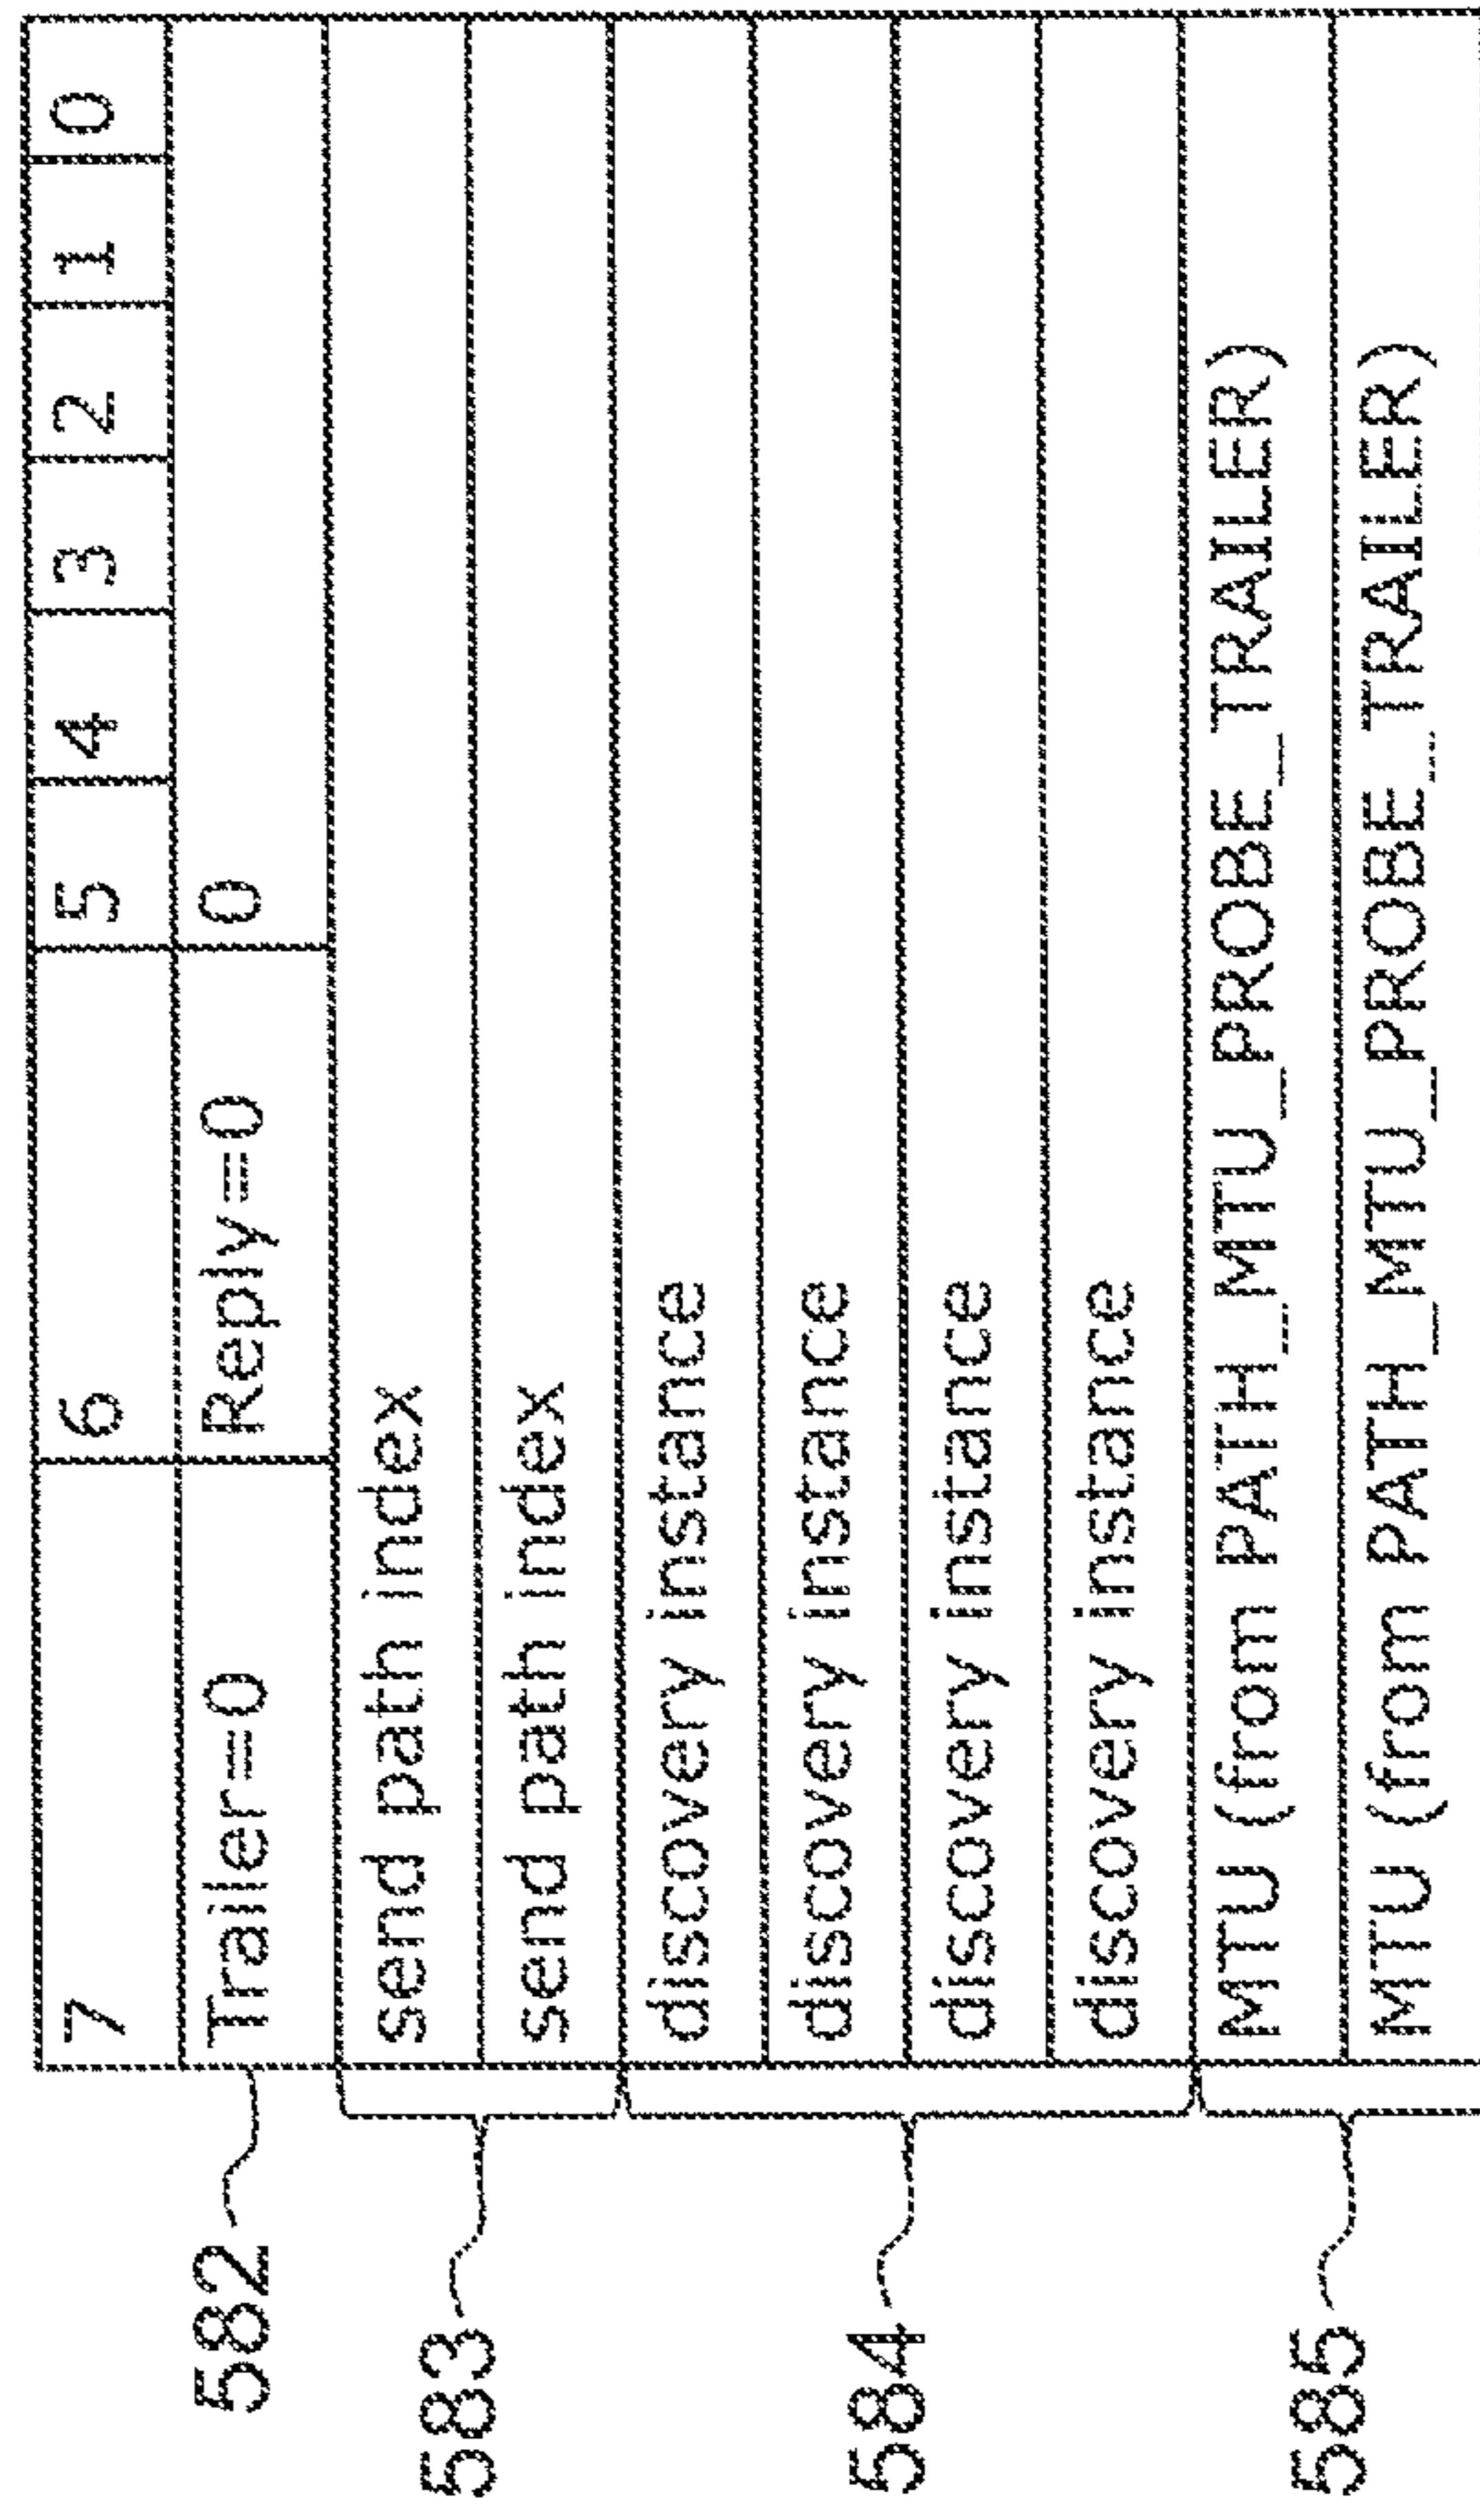 7 6 5 4 3 2 1 0
582 Trailer=0 Reply=0 0
583 send path index
send path index
584 discovery instance
discovery instance
discovery instance
discovery instance
585 MTU (from PATH_MTU_PROBE_TRAILER)
MTU (from PATH_MTU_PROBE_TRAILER)